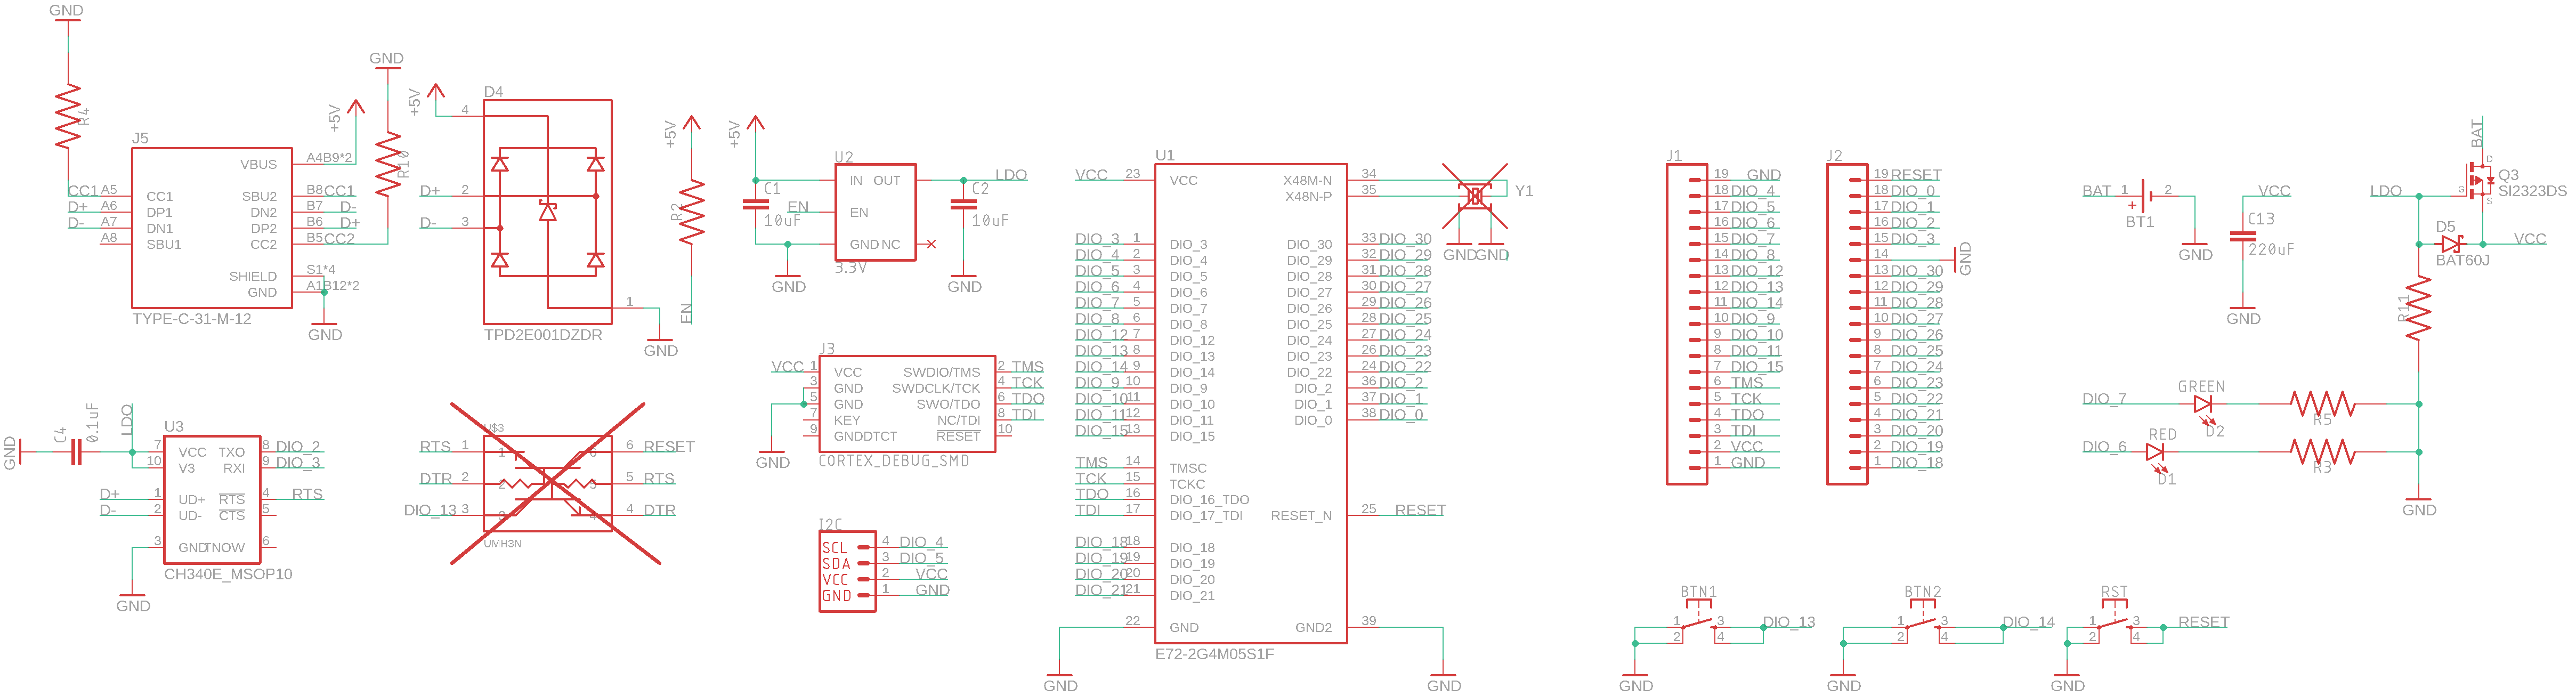 GND
R4
J5
TYPE-C-31-M-12
VBUS A4B9*2
CC1 A5 CC1
D+ A6 DP1
D- A7 DN1
A8 SBU1
SBU2 B8 CC1
DN2 B7 D-
DP2 B6 D+
CC2 B5 CC2
SHIELD S1*4
GND A1B12*2
GND
+5V
GND
R10
+5V
D4
4
D+ 2
D- 3
1
TPD2E001DZDR
GND
+5V
R2
EN
+5V
C1
10uF
U2
IN OUT
EN EN
GND NC
3.3V
GND
LDO
C2
10uF
GND
J3
VCC 1 VCC
3 GND
5 GND
7 KEY
9 GNDDTCT
SWDIO/TMS 2 TMS
SWDCLK/TCK 4 TCK
SWO/TDO 6 TDO
NC/TDI 8 TDI
RESET 10
CORTEX_DEBUG_SMD
GND
GND
C4
0.1uF
LDO
U3
7 VCC
10 V3
D+ 1 UD+
D- 2 UD-
3 GND
TXO 8 DIO_2
RXI 9 DIO_3
RTS 4 RTS
CTS 5
TNOW 6
CH340E_MSOP10
GND
U$3
RTS 1 6 RESET
DTR 2 5 RTS
DIO_13 3 4 DTR
UMH3N
I2C
SCL 4 DIO_4
SDA 3 DIO_5
VCC 2 VCC
GND 1 GND
U1
VCC 23 VCC
DIO_3 1 DIO_3
DIO_4 2 DIO_4
DIO_5 3 DIO_5
DIO_6 4 DIO_6
DIO_7 5 DIO_7
DIO_8 6 DIO_8
DIO_12 7 DIO_12
DIO_13 8 DIO_13
DIO_14 9 DIO_14
DIO_9 10 DIO_9
DIO_10 11 DIO_10
DIO_11 12 DIO_11
DIO_15 13 DIO_15
TMS 14 TMSC
TCK 15 TCKC
TDO 16 DIO_16_TDO
TDI 17 DIO_17_TDI
DIO_18 18 DIO_18
DIO_19 19 DIO_19
DIO_20 20 DIO_20
DIO_21 21 DIO_21
22 GND
GND
X48M-N 34
X48N-P 35
DIO_30 33 DIO_30
DIO_29 32 DIO_29
DIO_28 31 DIO_28
DIO_27 30 DIO_27
DIO_26 29 DIO_26
DIO_25 28 DIO_25
DIO_24 27 DIO_24
DIO_23 26 DIO_23
DIO_22 24 DIO_22
DIO_2 36 DIO_2
DIO_1 37 DIO_1
DIO_0 38 DIO_0
RESET_N 25 RESET
GND2 39
GND
E72-2G4M05S1F
Y1
GND GND
J1
19 GND
18 DIO_4
17 DIO_5
16 DIO_6
15 DIO_7
14 DIO_8
13 DIO_12
12 DIO_13
11 DIO_14
10 DIO_9
9 DIO_10
8 DIO_11
7 DIO_15
6 TMS
5 TCK
4 TDO
3 TDI
2 VCC
1 GND
J2
19 RESET
18 DIO_0
17 DIO_1
16 DIO_2
15 DIO_3
14 GND
13 DIO_30
12 DIO_29
11 DIO_28
10 DIO_27
9 DIO_26
8 DIO_25
7 DIO_24
6 DIO_23
5 DIO_22
4 DIO_21
3 DIO_20
2 DIO_19
1 DIO_18
BAT 1 2
+
BT1
GND
VCC
C13
220uF
GND
LDO
BAT
D
G
S
Q3
SI2323DS
D5
BAT60J
VCC
R11
DIO_7
GREEN
D2
R5
DIO_6
RED
D1
R3
GND
BTN1
1 3 DIO_13
2 4
GND
BTN2
1 3 DIO_14
2 4
GND
RST
1 3 RESET
2 4
GND